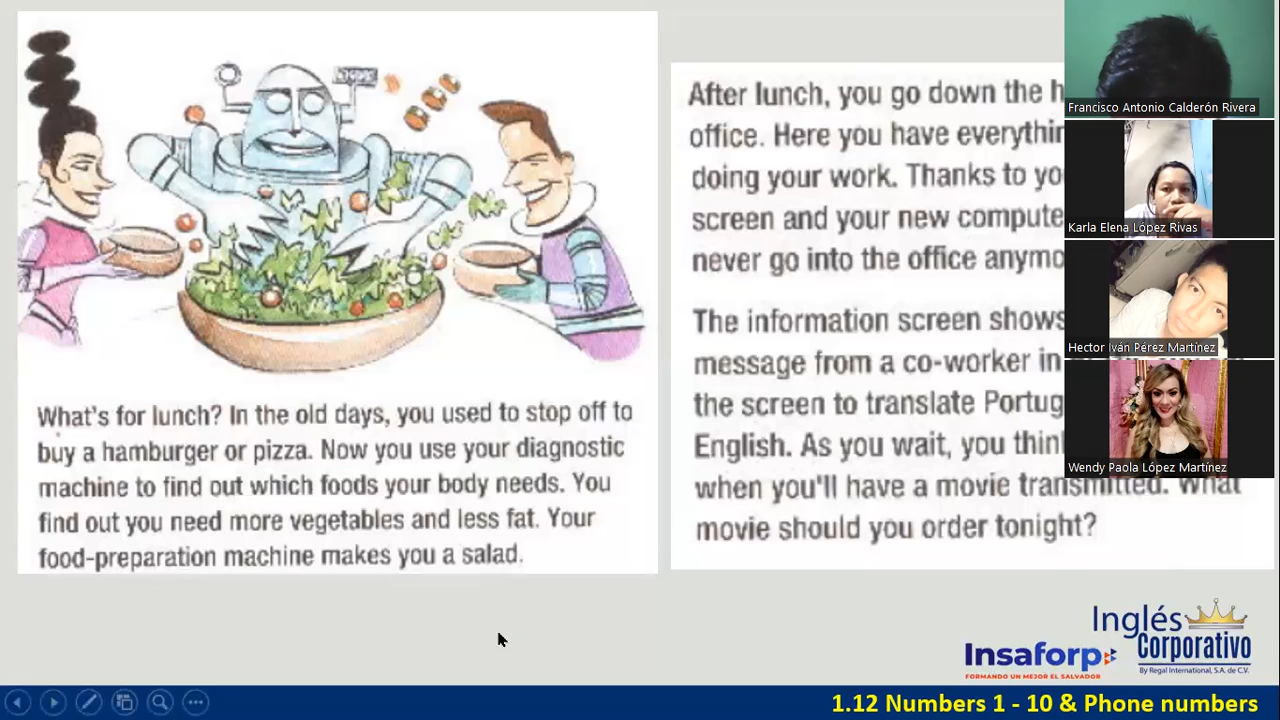 What's for lunch? In the old days, you used to stop off to
buy a hamburger or pizza. Now you use your diagnostic
machine to find out which foods your body needs. You
find out you need more vegetables and less fat. Your
food-preparation machine makes you a salad.
After lunch, you go down the h
office. Here you have everythin
doing your work. Thanks to yo
screen and your new compute
never go into the office anymo
The information screen shows
message from a co-worker in
the screen to translate Portug
English. As you wait, you thin
when you'll have a movie transmitted. What
movie should you order tonight?
Francisco Antonio Calderón Rivera
Karla Elena López Rivas
Hector Iván Pérez Martínez
Wendy Paola López Martínez
Inglés
Corporativo
By Regal International, S.A. de C.V.
Insaforp
FORMANDO UN MEJOR EL SALVADOR
1.12 Numbers 1 - 10 & Phone numbers